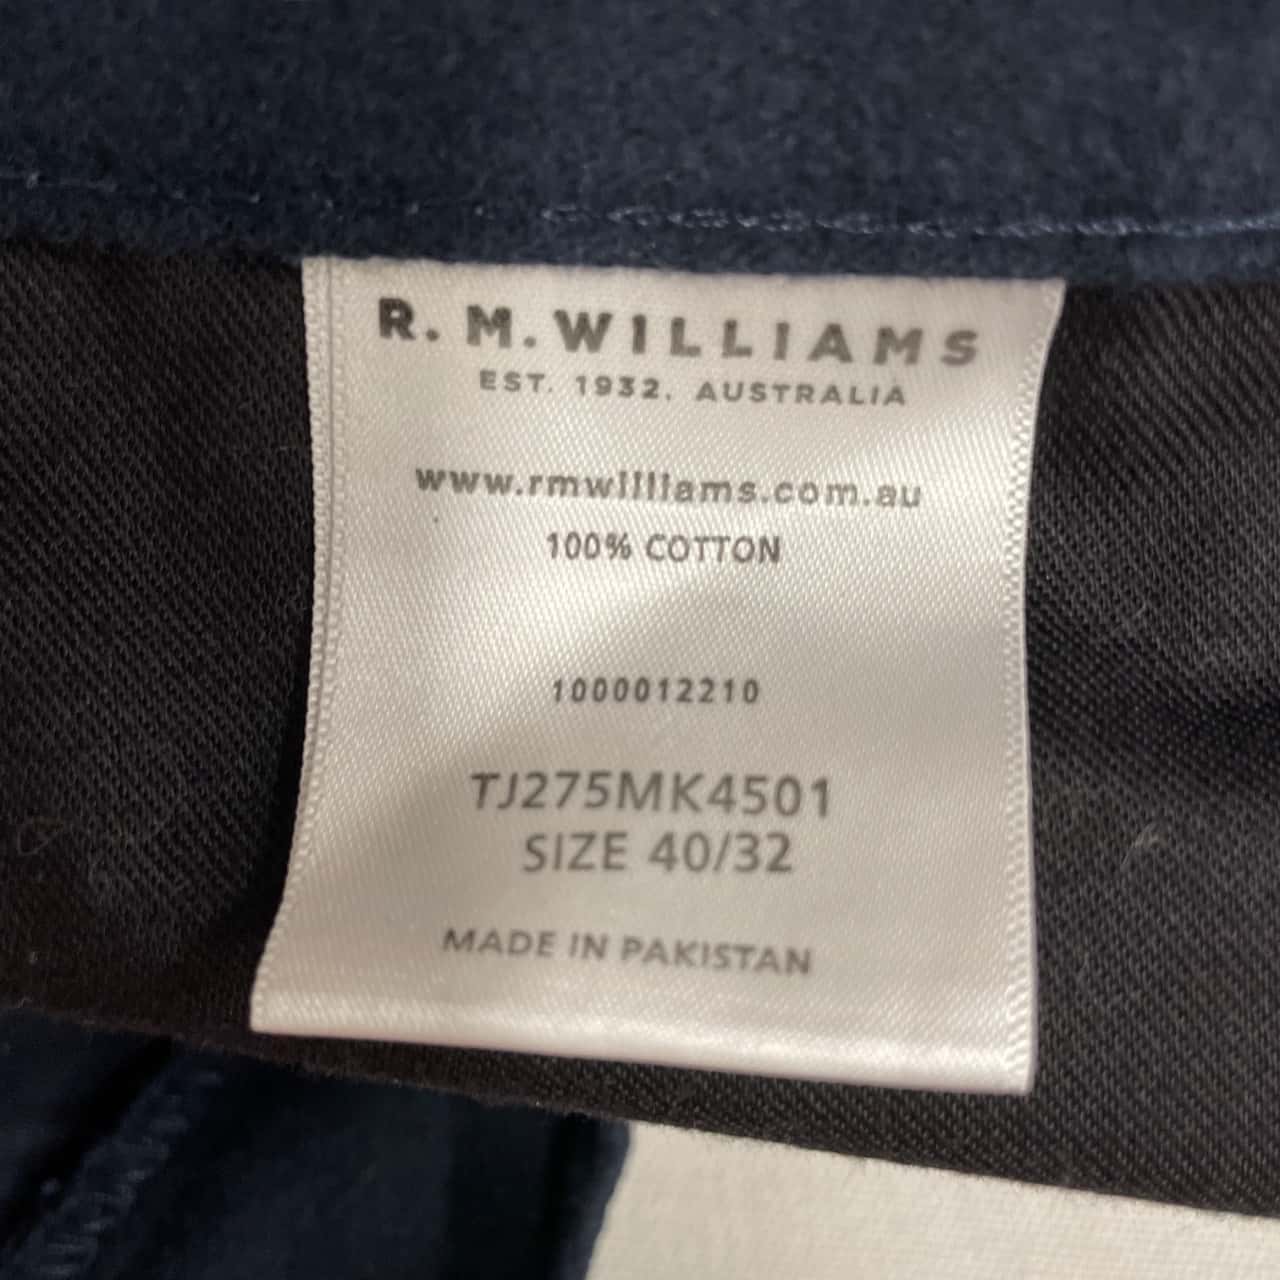 R. M. WILLIAMS
EST. 1932, AUSTRALIA
www.rmwilliams.com.au
100% COTTON
1000012210
TJ275MK4501
SIZE 40/32
MADE IN PAKISTAN